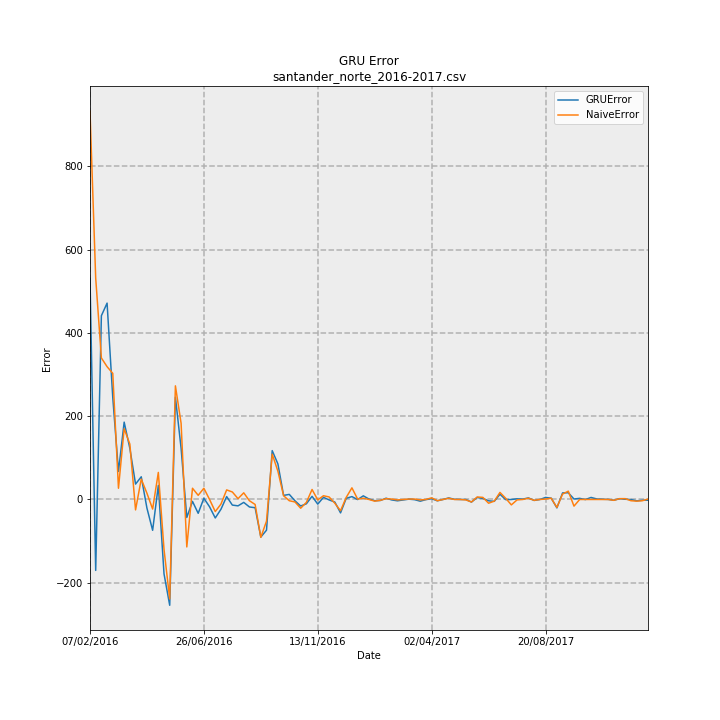 GRU Error
santander_norte_2016-2017.csv
GRUError
NaiveError
800
600
400
200
0
−200
Error
07/02/2016
26/06/2016
13/11/2016
02/04/2017
20/08/2017
Date